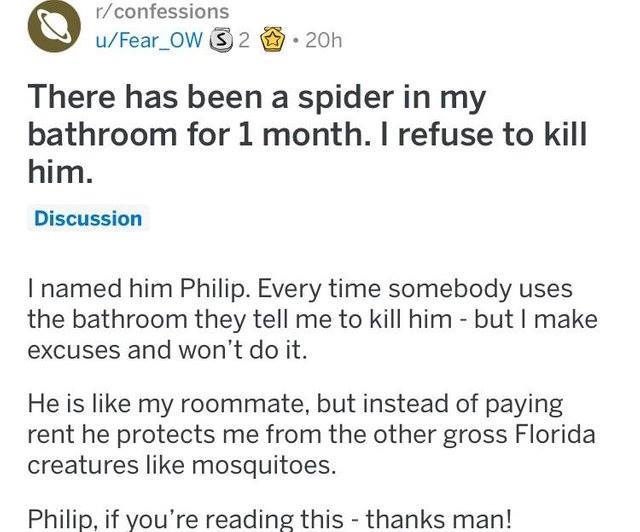 r/confessions
u/Fear_OW S 2 • 20h
There has been a spider in my
bathroom for 1 month. I refuse to kill
him.
Discussion
I named him Philip. Every time somebody uses
the bathroom they tell me to kill him - but I make
excuses and won't do it.
He is like my roommate, but instead of paying
rent he protects me from the other gross Florida
creatures like mosquitoes.
Philip, if you're reading this - thanks man!